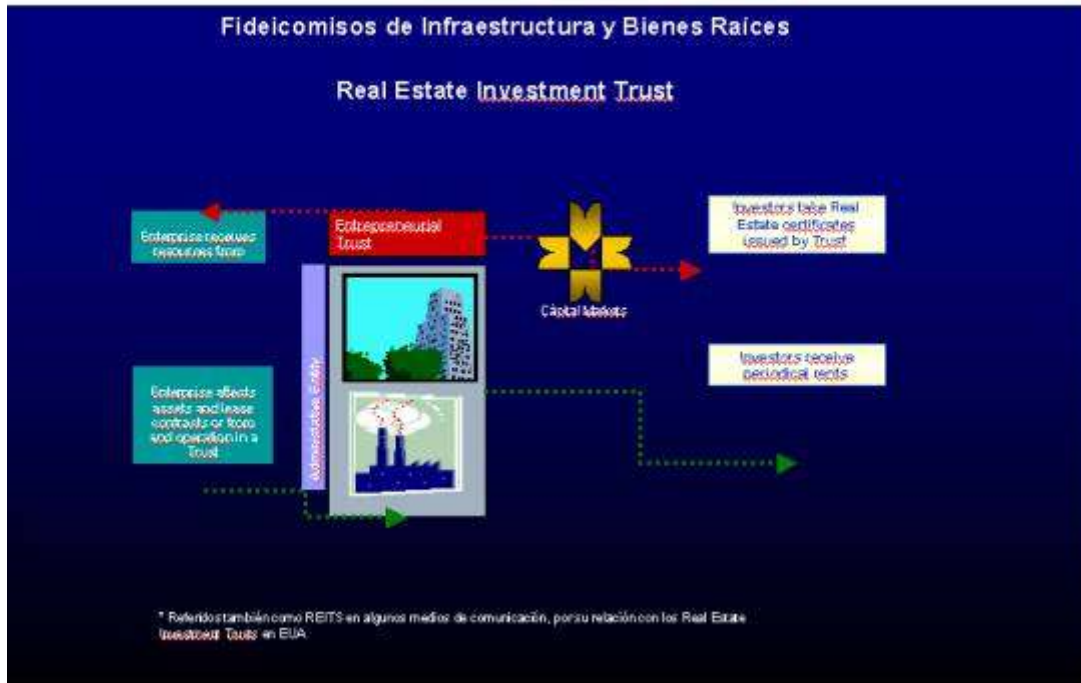 Fideicomisos de Infraestructura y Bienes Raíces
Real Estate Investment Trust
Enterprise receives
resources from
Entrepreneurial
Trust
Capital Markets
Investors take Real
Estate certificates
issued by Trust
Investors receive
periodical rents
Enterprise affects
assets and lease
contracts or from
and operation in a
Trust
Entity
* Referidos también como REITS en algunos medios de comunicación, por su relación con los Real Estate
Investment Trusts en EUA